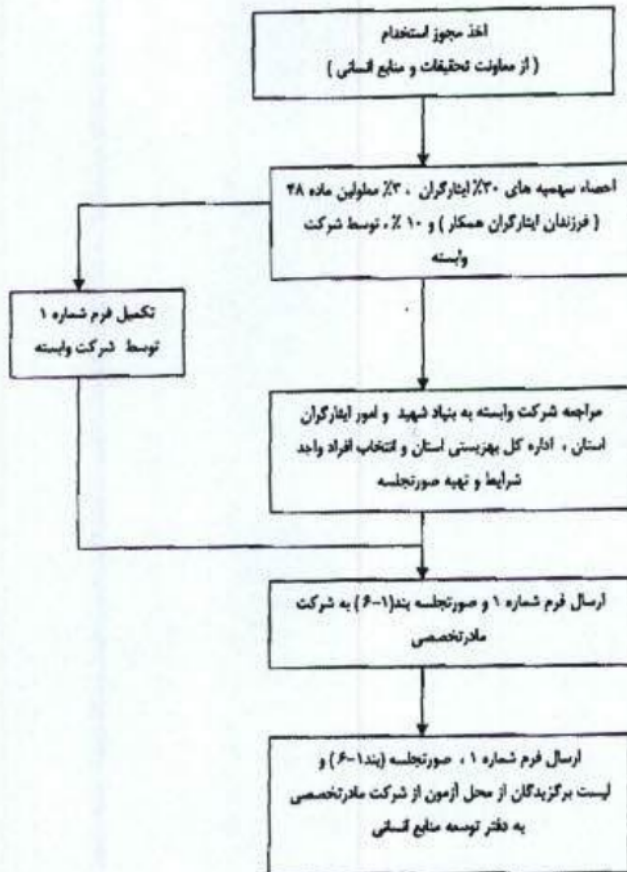 اخذ مجوز استخدام
( از معاونت تحقیقات و منابع انسانی )
احصاء سهمیه های ۳۰٪ ایثارگران ، ۳٪ معلولین ماده ۴۸
( فرزندان ایثارگران همکار ) و ۱۰ ٪ ، توسط شرکت
وابسته
تکمیل فرم شماره ۱
توسط شرکت وابسته
مراجعه شرکت وابسته به بنیاد شهید و امور ایثارگران
استان ، اداره کل بهزیستی استان و انتخاب افراد واجد
شرایط و تهیه صورتجلسه
ارسال فرم شماره ۱ و صورتجلسه بند(۱-۶) به شرکت
مادرتخصصی
ارسال فرم شماره ۱ ، صورتجلسه (بند۱-۶) و
لیست برگزیدگان از محل آزمون از شرکت مادرتخصصی
به دفتر توسعه منابع انسانی